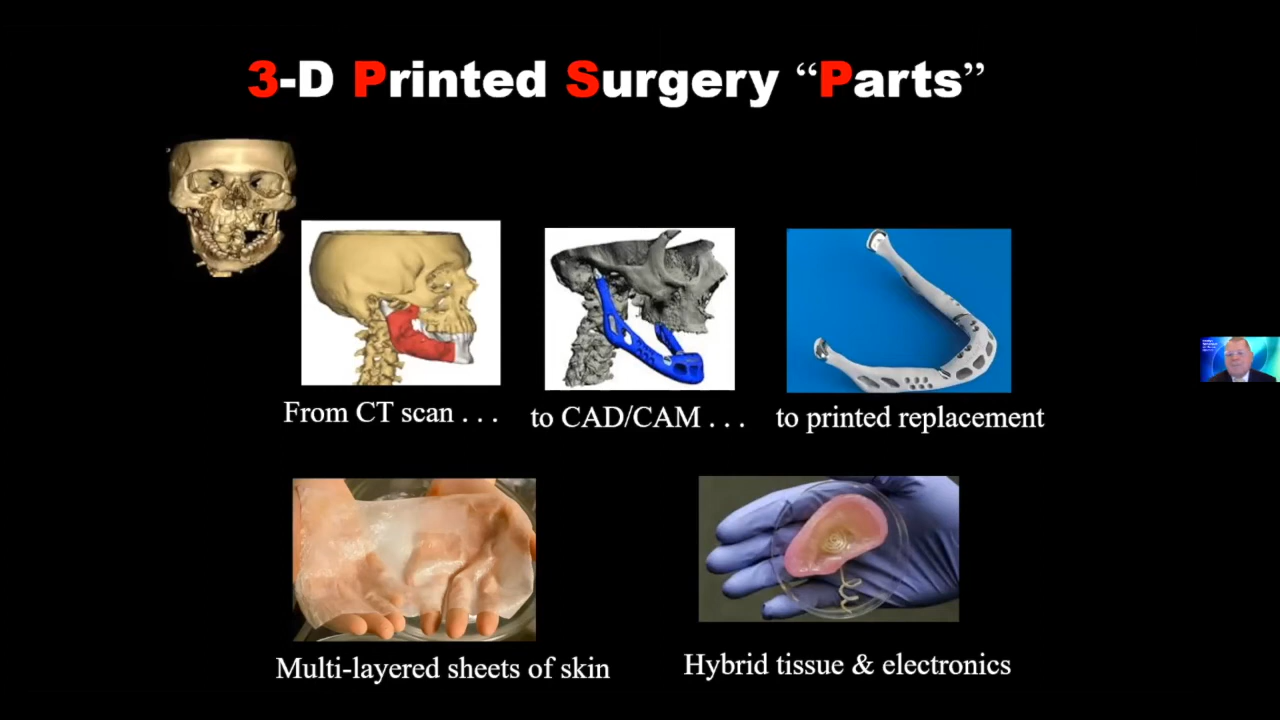 3-D Printed Surgery “Parts”
From CT scan . . .
to CAD/CAM . . .
to printed replacement
Multi-layered sheets of skin
Hybrid tissue & electronics